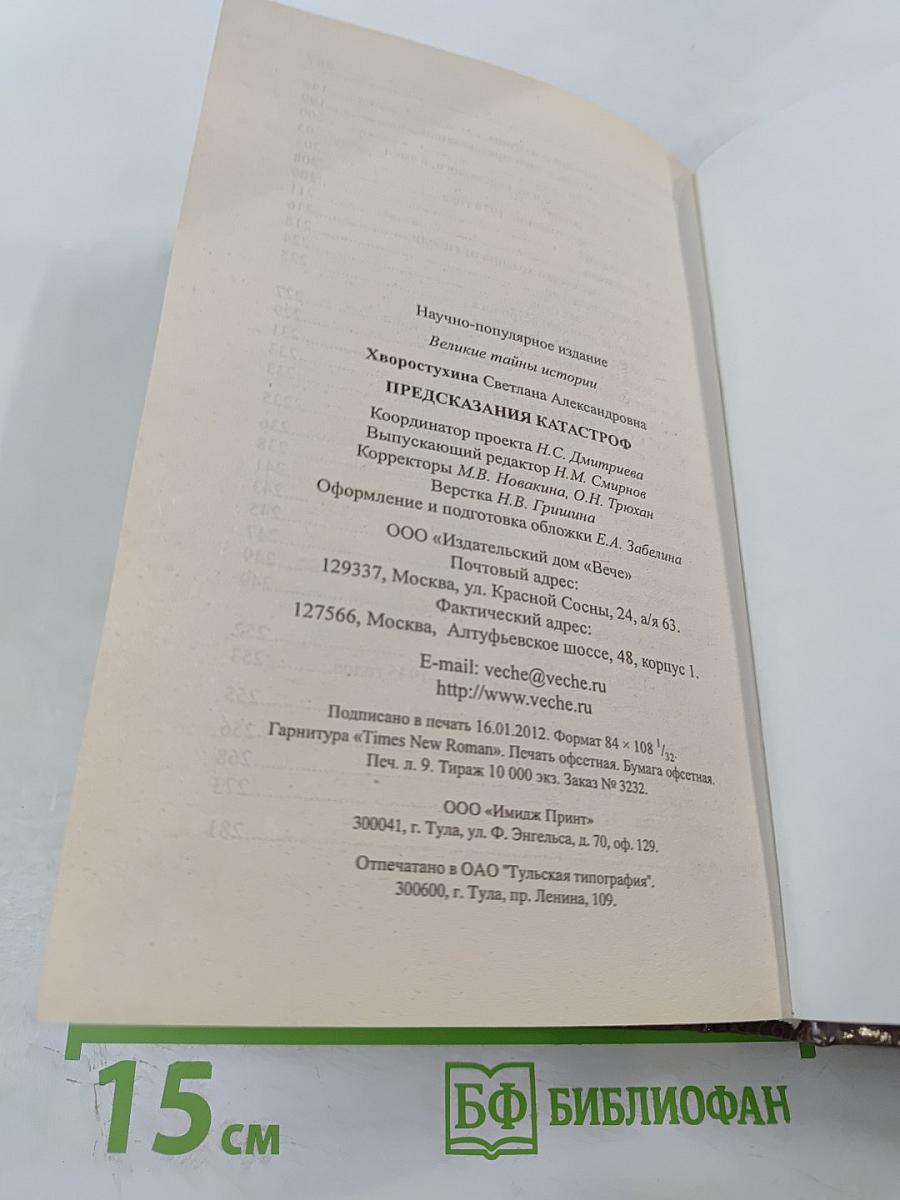 Научно-популярное издание
Великие тайны истории
Хворостухина Светлана Александровна
ПРЕДСКАЗАНИЯ КАТАСТРОФ
Координатор проекта Н.С. Дмитриева
Выпускающий редактор Н.М. Смирнов
Корректоры М.В. Новакина, О.Н. Трюхан
Верстка Н.В. Гришина
Оформление и подготовка обложки Е.А. Забелина
ООО «Издательский дом «Вече»
Почтовый адрес:
129337, Москва, ул. Красной Сосны, 24, а/я 63.
Фактический адрес:
127566, Москва, Алтуфьевское шоссе, 48, корпус 1.
E-mail: veche@veche.ru
http://www.veche.ru
Подписано в печать 16.01.2012. Формат 84 × 108 1/32.
Гарнитура «Times New Roman». Печать офсетная. Бумага офсетная.
Печ. л. 9. Тираж 10 000 экз. Заказ № 3232.
ООО «Имидж Принт»
300041, г. Тула, ул. Ф. Энгельса, д. 70, оф. 129.
Отпечатано в ОАО "Тульская типография".
300600, г. Тула, пр. Ленина, 109.
15 см
БФ БИБЛИОФАН